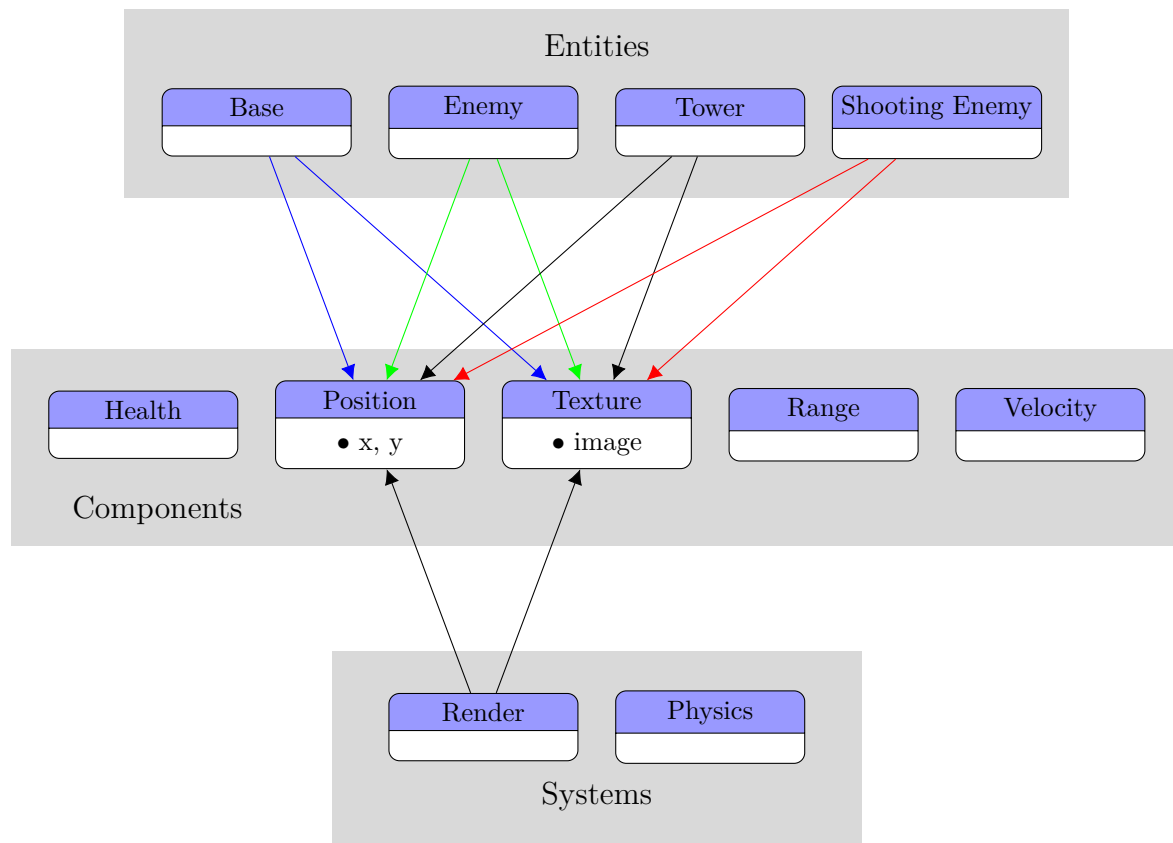 Entities
Base
Enemy
Tower
Shooting Enemy
Health
Position
• x, y
Texture
• image
Range
Velocity
Components
Render
Physics
Systems